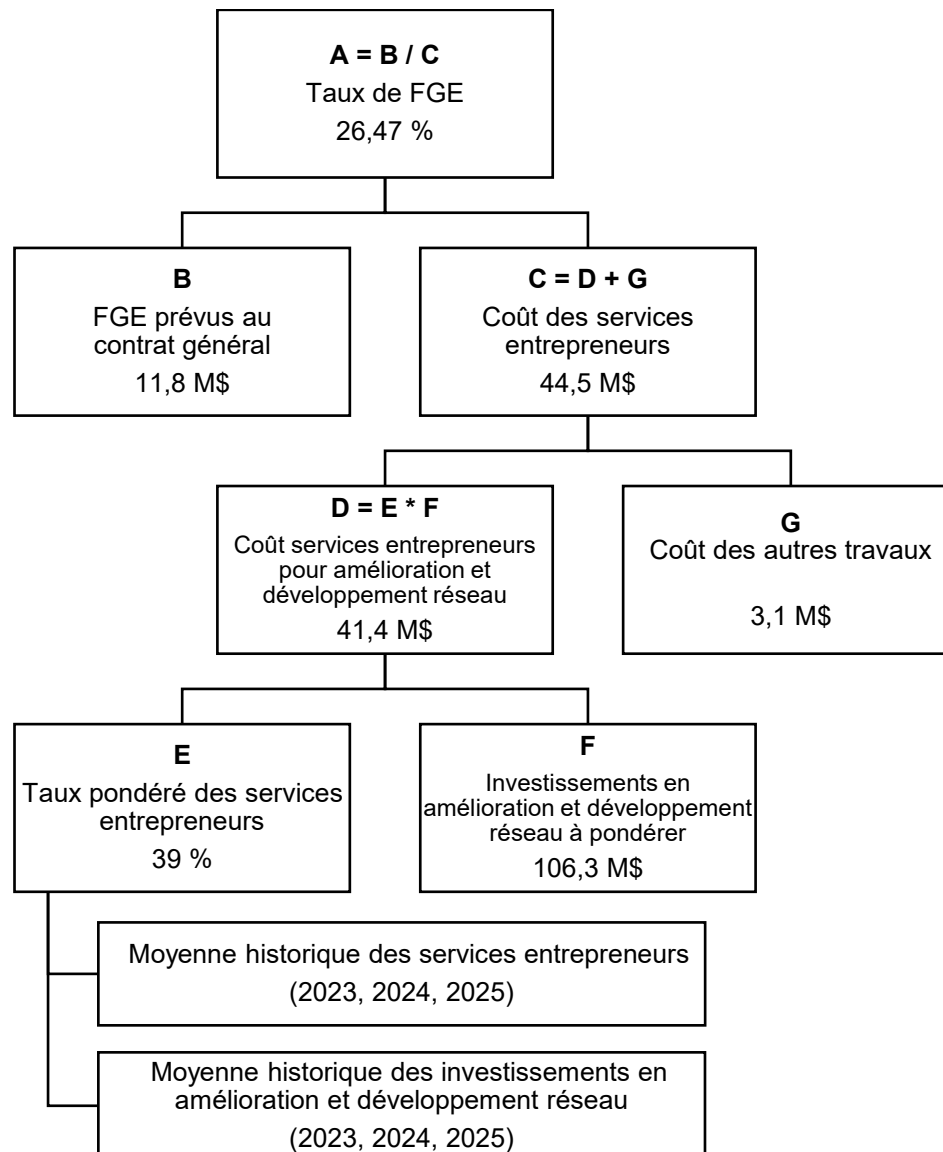 A = B / C
Taux de FGE
26,47 %
B
FGE prévus au
contrat général
11,8 M$
C = D + G
Coût des services
entrepreneurs
44,5 M$
D = E * F
Coût services entrepreneurs
pour amélioration et
développement réseau
41,4 M$
G
Coût des autres travaux
3,1 M$
E
Taux pondéré des services
entrepreneurs
39 %
F
Investissements en
amélioration et développement
réseau à pondérer
106,3 M$
Moyenne historique des services entrepreneurs
(2023, 2024, 2025)
Moyenne historique des investissements en
amélioration et développement réseau
(2023, 2024, 2025)